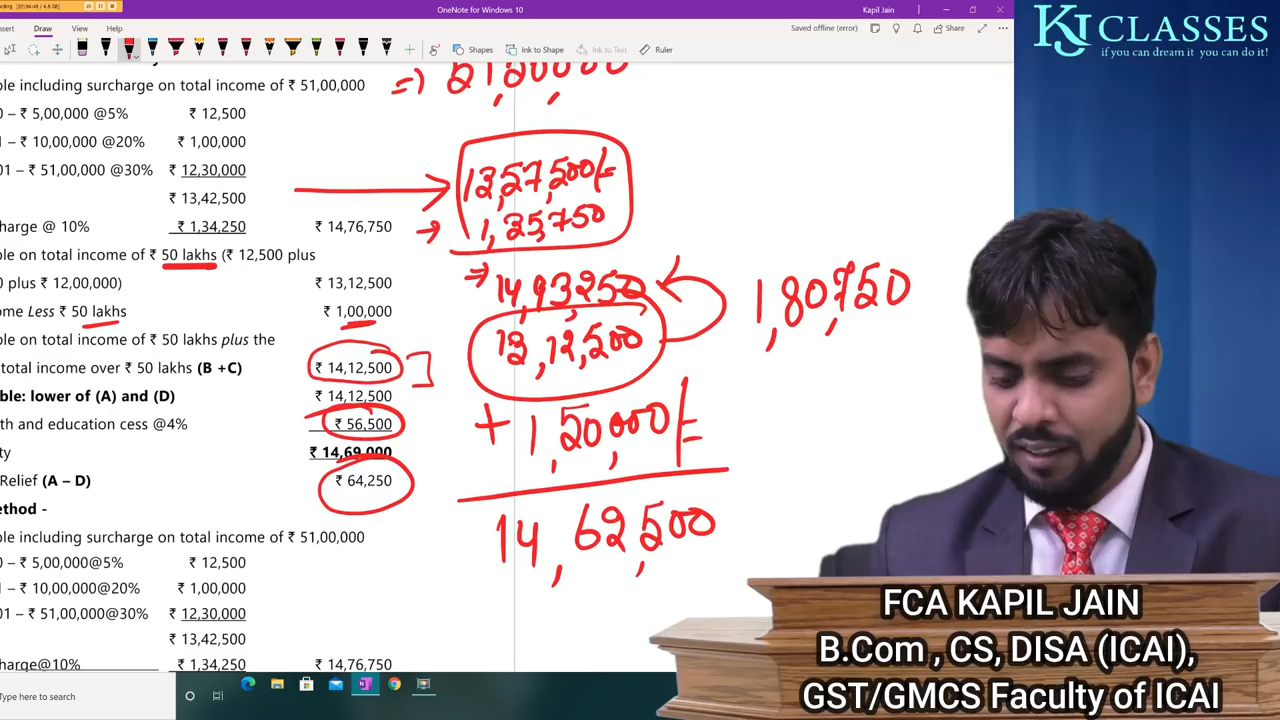 OneNote for Windows 10
Kapil Jain
nsert Draw View Help
Saved offline (error) Share
Shapes Ink to Shape Ink to Text Ruler
ble including surcharge on total income of ₹ 51,00,000
0 – ₹ 5,00,000 @5% ₹ 12,500
1 – ₹ 10,00,000 @20% ₹ 1,00,000
01 – ₹ 51,00,000 @30% ₹ 12,30,000
₹ 13,42,500
harge @ 10% ₹ 1,34,250 ₹ 14,76,750
ble on total income of ₹ 50 lakhs (₹ 12,500 plus
0 plus ₹ 12,00,000) ₹ 13,12,500
ome Less ₹ 50 lakhs ₹ 1,00,000
ble on total income of ₹ 50 lakhs plus the
total income over ₹ 50 lakhs (B +C) ₹ 14,12,500
able: lower of (A) and (D) ₹ 14,12,500
lth and education cess @4% ₹ 56,500
ity ₹ 14,69,000
Relief (A – D) ₹ 64,250
ethod -
ble including surcharge on total income of ₹ 51,00,000
0 – ₹ 5,00,000@5% ₹ 12,500
1 – ₹ 10,00,000@20% ₹ 1,00,000
01 – ₹ 51,00,000@30% ₹ 12,30,000
₹ 13,42,500
harge@10% ₹ 1,34,250 ₹ 14,76,750
13,57,500/=
1,35,750
14,93,250
13,12,500
+ 1,50,000/=
14,62,500
1,80,750
Type here to search
KJ CLASSES
if you can dream it you can do it!
FCA KAPIL JAIN
B.Com , CS, DISA (ICAI),
GST/GMCS Faculty of ICAI